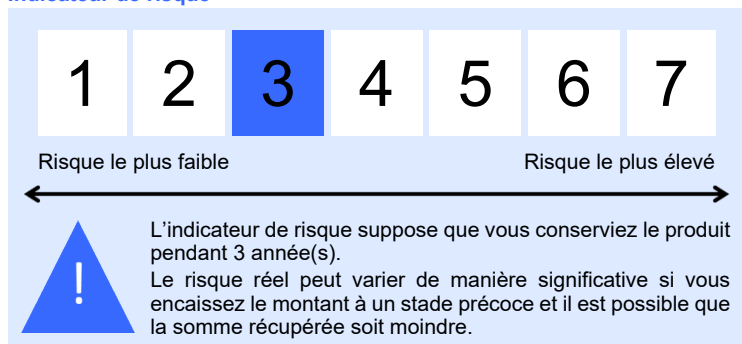 Indicateur de risque
1 2 3 4 5 6 7
Risque le plus faible Risque le plus élevé
!
L'indicateur de risque suppose que vous conserviez le produit
pendant 3 année(s).
Le risque réel peut varier de manière significative si vous
encaissez le montant à un stade précoce et il est possible que
la somme récupérée soit moindre.